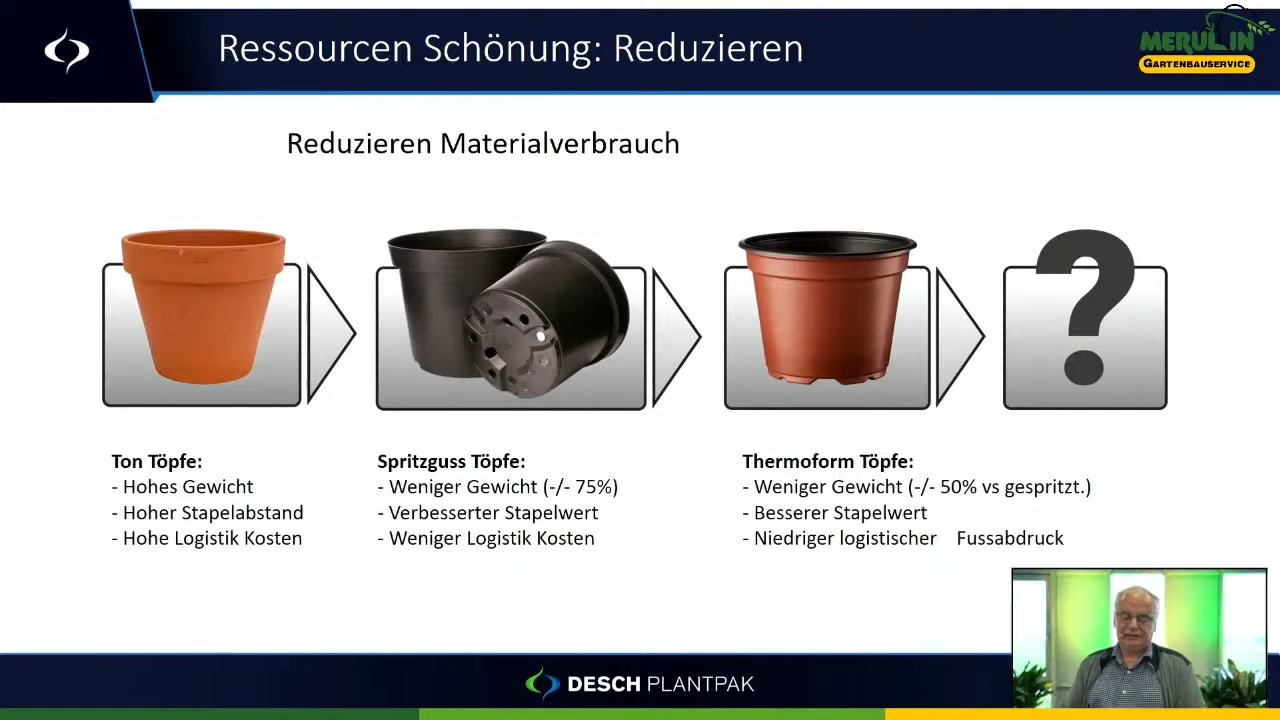 Ressourcen Schönung: Reduzieren
MERULIN
GARTENBAUSERVICE
Reduzieren Materialverbrauch
?
Ton Töpfe:
- Hohes Gewicht
- Hoher Stapelabstand
- Hohe Logistik Kosten
Spritzguss Töpfe:
- Weniger Gewicht (-/- 75%)
- Verbesserter Stapelwert
- Weniger Logistik Kosten
Thermoform Töpfe:
- Weniger Gewicht (-/- 50% vs gespritzt.)
- Besserer Stapelwert
- Niedriger logistischer Fussabdruck
DESCH PLANTPAK